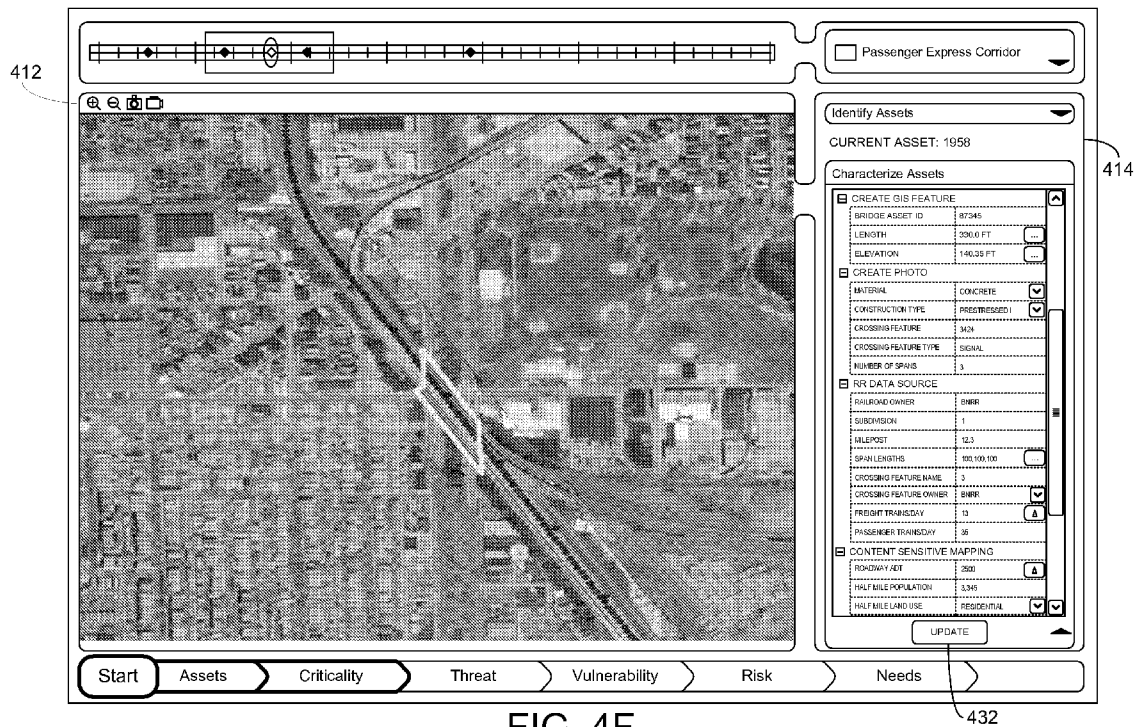 412
Passenger Express Corridor
Identify Assets
CURRENT ASSET: 1958
414
Characterize Assets
CREATE GIS FEATURE
BRIDGE ASSET ID 87345
LENGTH 330.0 FT ...
ELEVATION 140.35 FT ...
CREATE PHOTO
MATERIAL CONCRETE
CONSTRUCTION TYPE PRESTRESSED I
CROSSING FEATURE 3424
CROSSING FEATURE TYPE SIGNAL
NUMBER OF SPANS 3
RR DATA SOURCE
RAILROAD OWNER BNRR
SUBDIVISION 1
MILEPOST 12.3
SPAN LENGTHS 100,100,100 ...
CROSSING FEATURE NAME 3
CROSSING FEATURE OWNER BNRR
FREIGHT TRAINS/DAY 13
PASSENGER TRAINS/DAY 35
CONTENT SENSITIVE MAPPING
ROADWAY ADT 2500
HALF MILE POPULATION 3,345
HALF MILE LAND USE RESIDENTIAL
UPDATE
Start Assets Criticality Threat Vulnerability Risk Needs
432